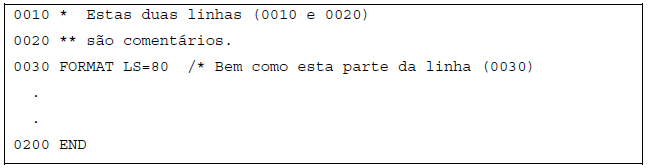 0010 *  Estas duas linhas (0010 e 0020)
0020 ** são comentários.
0030 FORMAT LS=80  /* Bem como esta parte da linha (0030)
  .
  .
0200 END